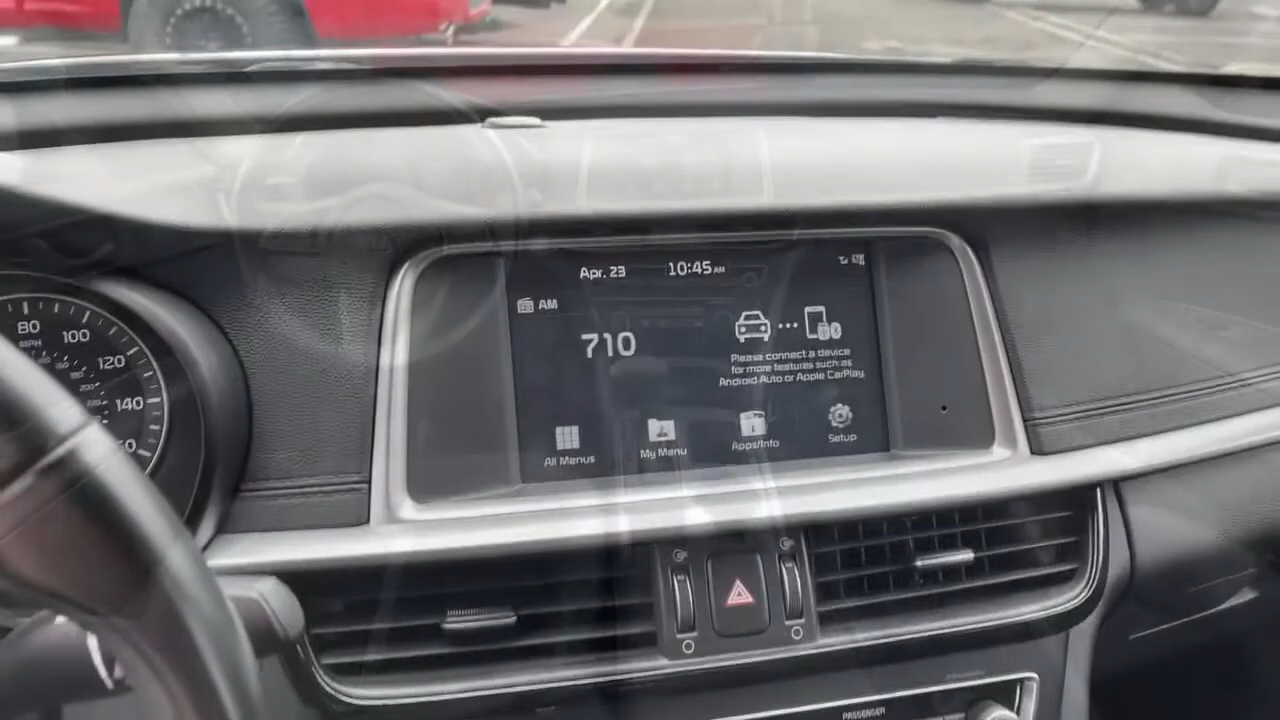 Apr. 23 10:45 AM
AM
710
Please connect a device
for more features such as
Android Auto or Apple CarPlay.
All Menus
My Menu
Apps/Info
Setup
80
MPH
100
120
140
PASSENGER